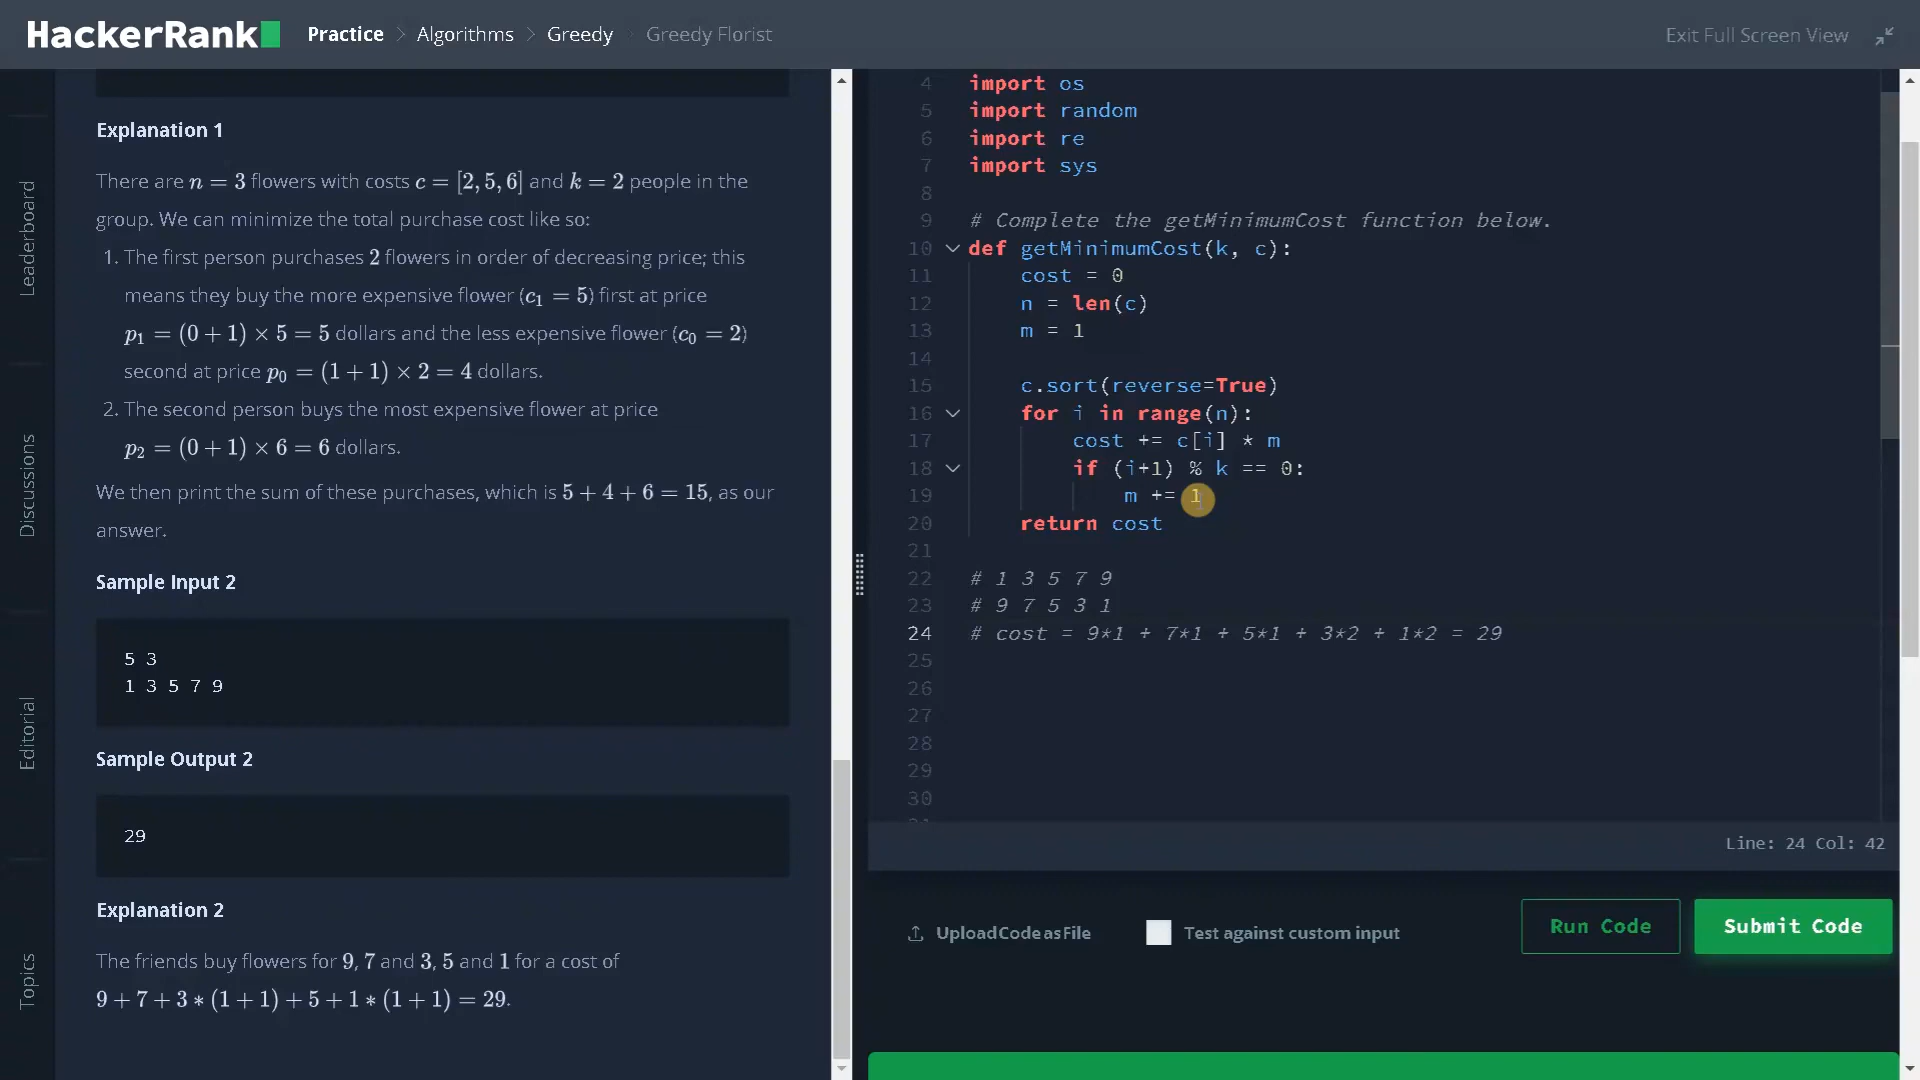 HackerRank
Practice > Algorithms > Greedy > Greedy Florist
Exit Full Screen View
Leaderboard
Discussions
Editorial
Topics
Explanation 1
There are n = 3 flowers with costs c = [2, 5, 6] and k = 2 people in the
group. We can minimize the total purchase cost like so:
1. The first person purchases 2 flowers in order of decreasing price; this
means they buy the more expensive flower (c₁ = 5) first at price
p₁ = (0 + 1) × 5 = 5 dollars and the less expensive flower (c₀ = 2)
second at price p₀ = (1 + 1) × 2 = 4 dollars.
2. The second person buys the most expensive flower at price
p₂ = (0 + 1) × 6 = 6 dollars.
We then print the sum of these purchases, which is 5 + 4 + 6 = 15, as our
answer.
Sample Input 2
5 3
1 3 5 7 9
Sample Output 2
29
Explanation 2
The friends buy flowers for 9, 7 and 3, 5 and 1 for a cost of
9 + 7 + 3 * (1 + 1) + 5 + 1 * (1 + 1) = 29.
4 import os
5 import random
6 import re
7 import sys
8
9 # Complete the getMinimumCost function below.
10 def getMinimumCost(k, c):
11 cost = 0
12 n = len(c)
13 m = 1
14
15 c.sort(reverse=True)
16 for i in range(n):
17 cost += c[i] * m
18 if (i+1) % k == 0:
19 m += 1
20 return cost
21
22 # 1 3 5 7 9
23 # 9 7 5 3 1
24 # cost = 9*1 + 7*1 + 5*1 + 3*2 + 1*2 = 29
25
26
27
28
29
30
Line: 24 Col: 42
Upload Code as File
Test against custom input
Run Code
Submit Code